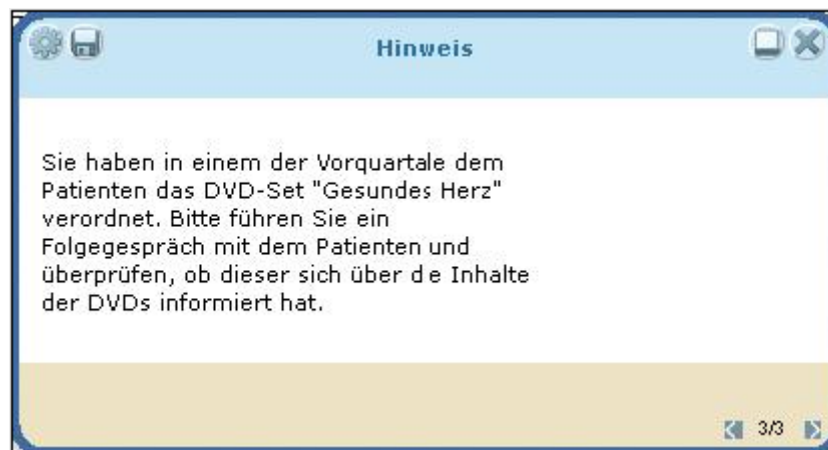 Hinweis
Sie haben in einem der Vorquartale dem
Patienten das DVD-Set "Gesundes Herz"
verordnet. Bitte führen Sie ein
Folgegespräch mit dem Patienten und
überprüfen, ob dieser sich über d e Inhalte
der DVDs informiert hat.
3/3